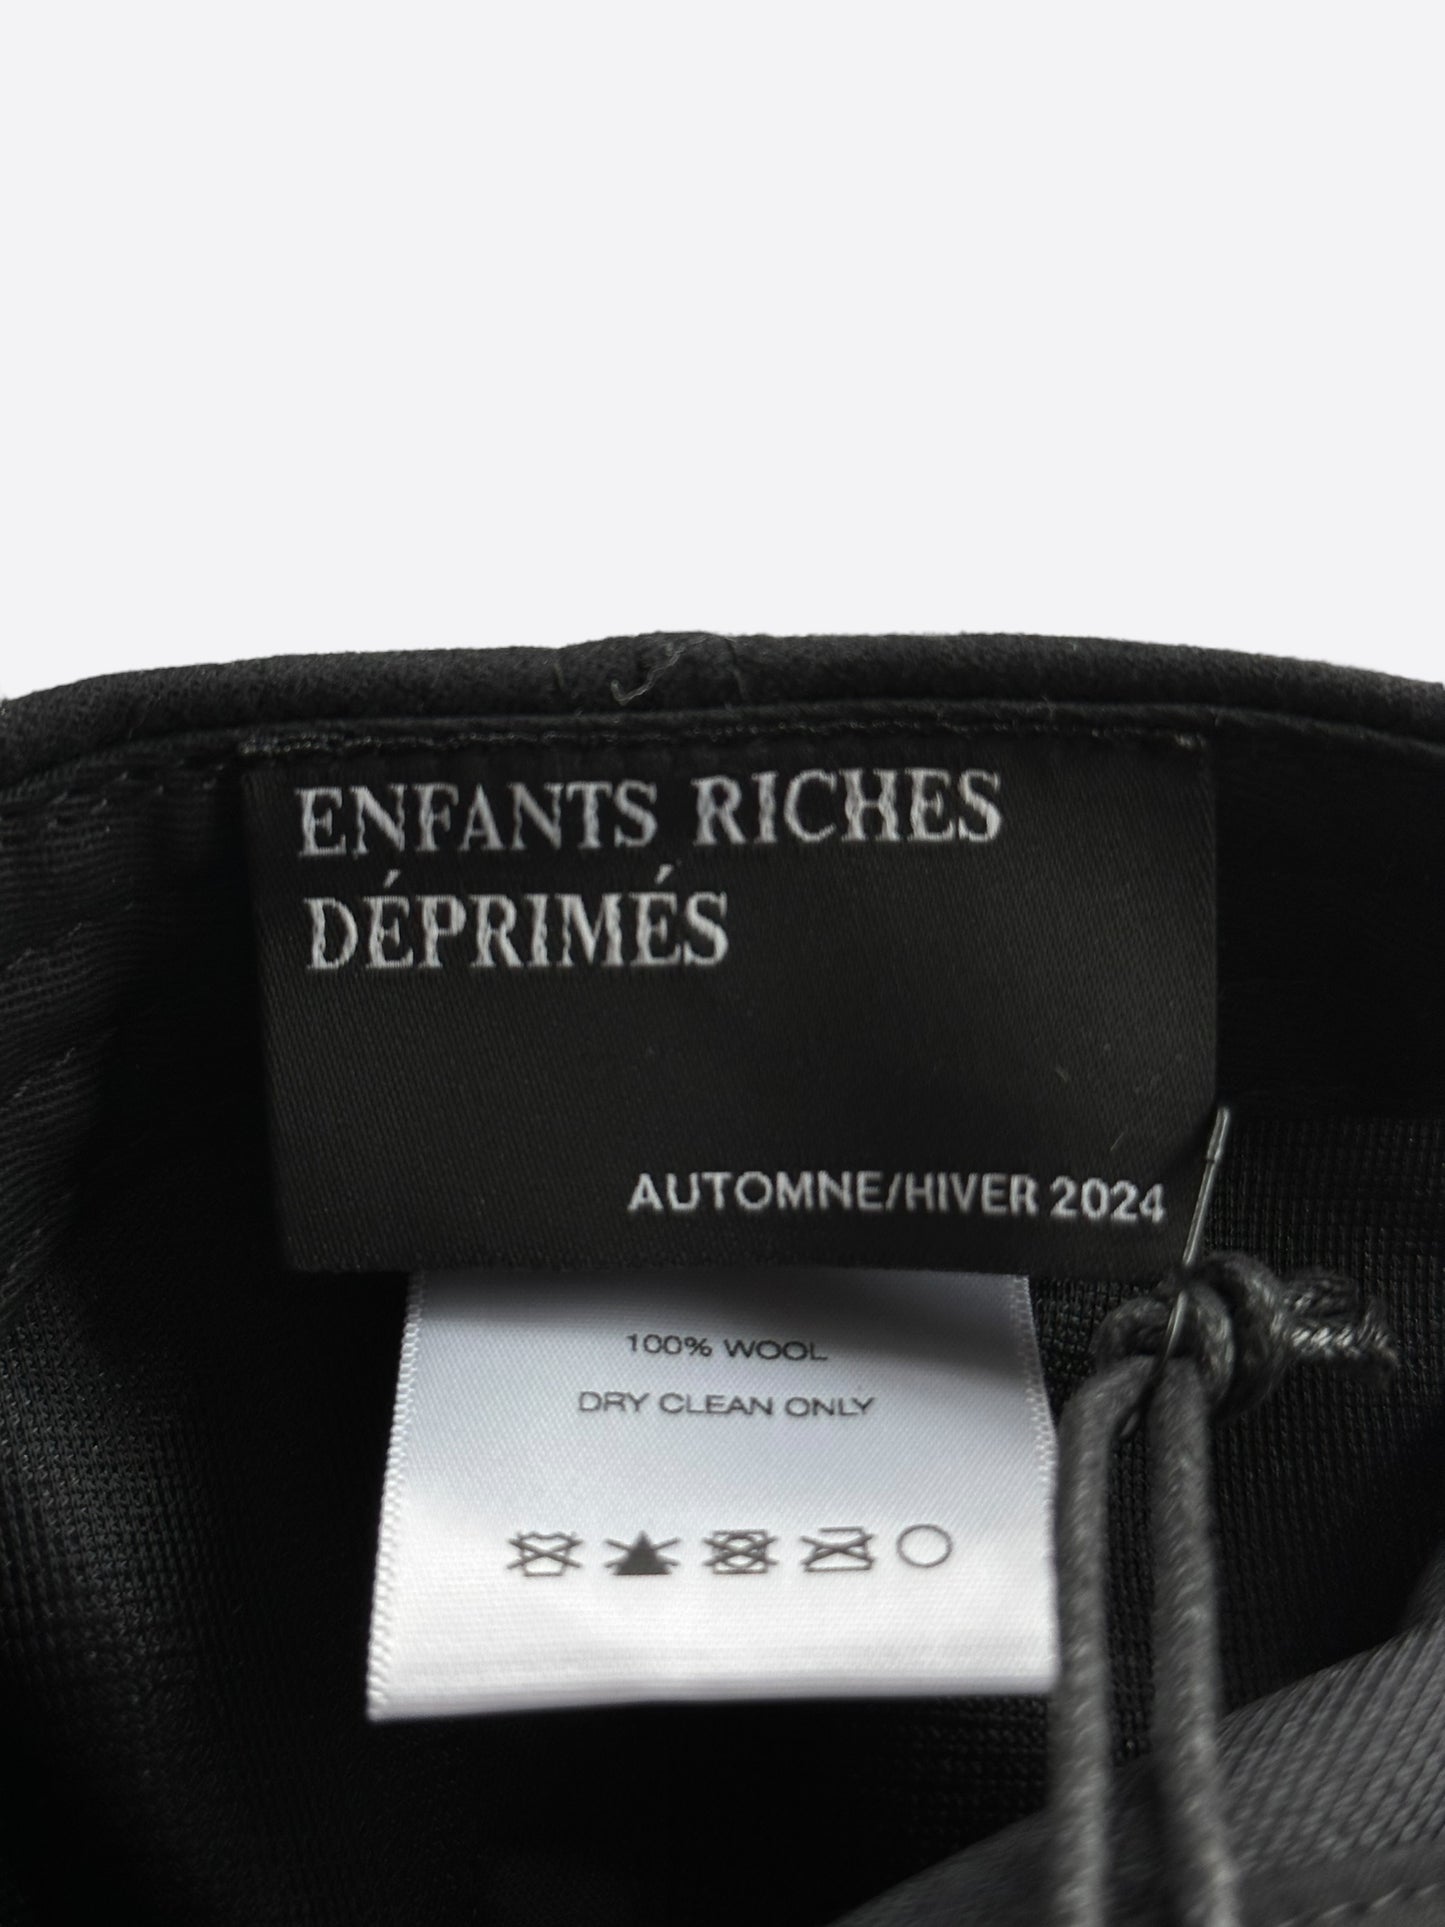 ENFANTS RICHES
DÉPRIMÉS
AUTOMNE/HIVER 2024
100% WOOL
DRY CLEAN ONLY